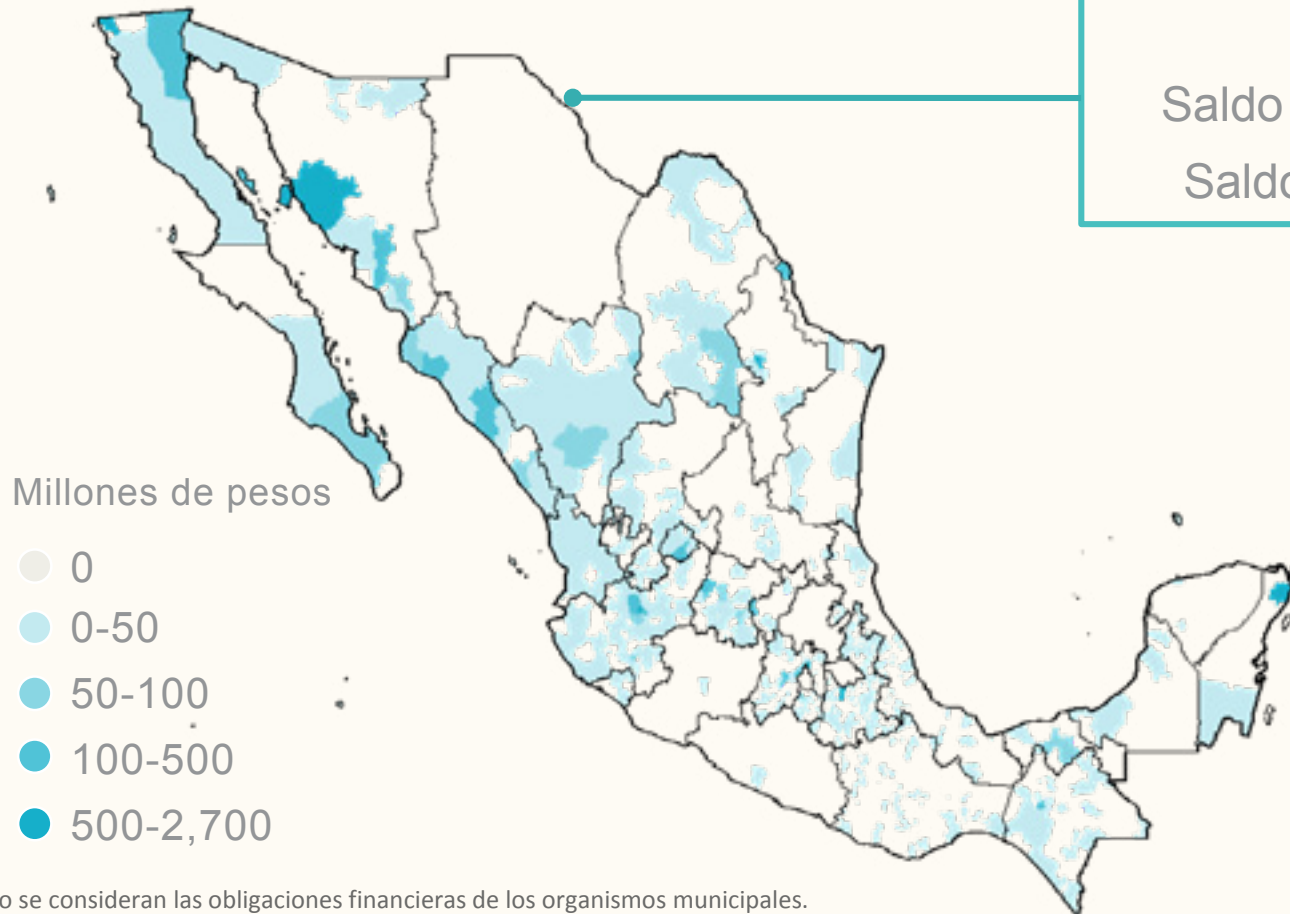 Saldo
Saldo
Millones de pesos
0
0-50
50-100
100-500
500-2,700
o se consideran las obligaciones financieras de los organismos municipales.